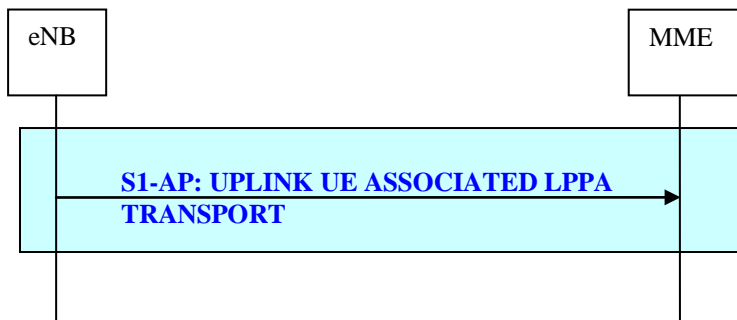 eNB
MME
S1-AP: UPLINK UE ASSOCIATED LPPA
TRANSPORT